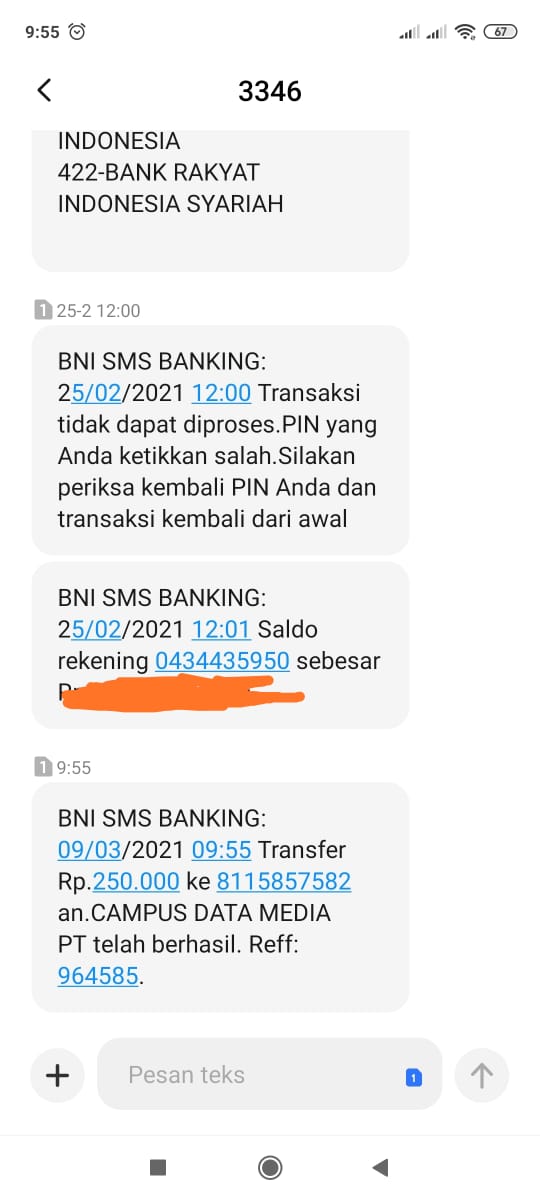 9:55
67
3346
INDONESIA
422-BANK RAKYAT
INDONESIA SYARIAH
1 25-2 12:00
BNI SMS BANKING:
25/02/2021 12:00 Transaksi
tidak dapat diproses.PIN yang
Anda ketikkan salah.Silakan
periksa kembali PIN Anda dan
transaksi kembali dari awal
BNI SMS BANKING:
25/02/2021 12:01 Saldo
rekening 0434435950 sebesar
1 9:55
BNI SMS BANKING:
09/03/2021 09:55 Transfer
Rp.250.000 ke 8115857582
an.CAMPUS DATA MEDIA
PT telah berhasil. Reff:
964585.
Pesan teks
1